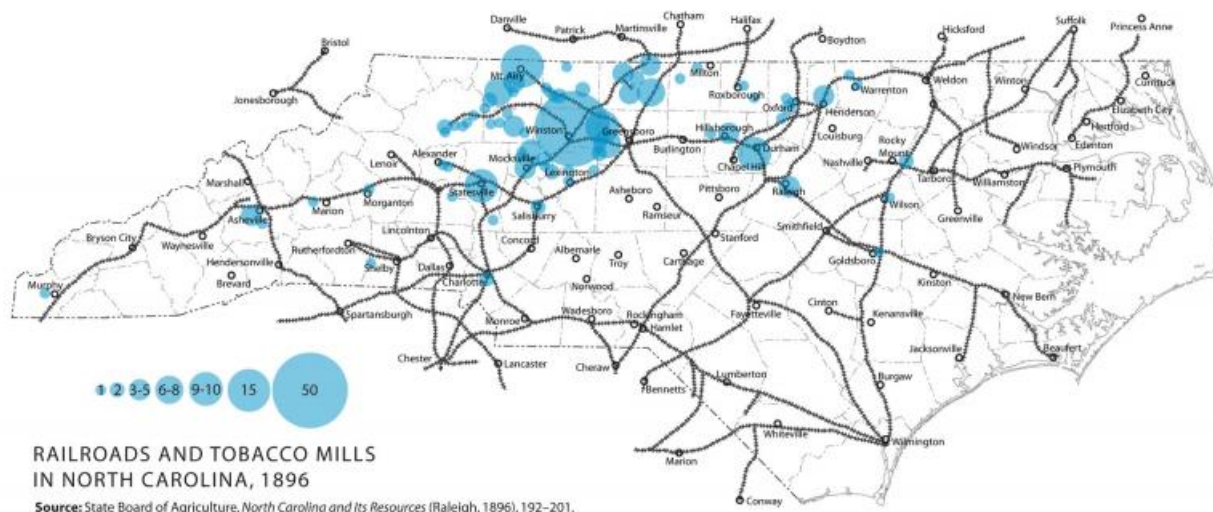 Danville
Patrick
Martinsville
Chatham
Halifax
Boydton
Hicksford
Suffolk
Princess Anne
Bristol
Jonesborough
Mt. Airy
Milton
Roxborough
Oxford
Henderson
Warrenton
Weldon
Winton
Currituck
Elizabeth City
Hertford
Edenton
Windsor
Winston
Greensboro
Burlington
Hillsborough
Durham
Chapel Hill
Louisburg
Rocky
Mount
Nashville
Tarboro
Williamston
Plymouth
Lenoir
Alexander
Mocksville
Lexington
Statesville
Marshall
Asheville
Marion
Morganton
Salisbury
Asheboro
Ramseur
Pittsboro
Raleigh
Wilson
Greenville
Bryson City
Waynesville
Rutherfordton
Lincolnton
Concord
Albemarle
Troy
Carthage
Stanford
Smithfield
Goldsboro
Kinston
New Bern
Murphy
Hendersonville
Brevard
Shelby
Dallas
Charlotte
Norwood
Spartansburgh
Monroe
Wadesboro
Rockingham
Hamlet
Fayetteville
Cinton
Kenansville
Jacksonville
Beaufert
Chester
Lancaster
Cheraw
Bennetts
Lumberton
Burgaw
Whiteville
Wilmington
Marion
Conway
1 2 3-5 6-8 9-10 15 50
RAILROADS AND TOBACCO MILLS
IN NORTH CAROLINA, 1896
Source: State Board of Agriculture, North Carolina and Its Resources (Raleigh, 1896), 192–201.